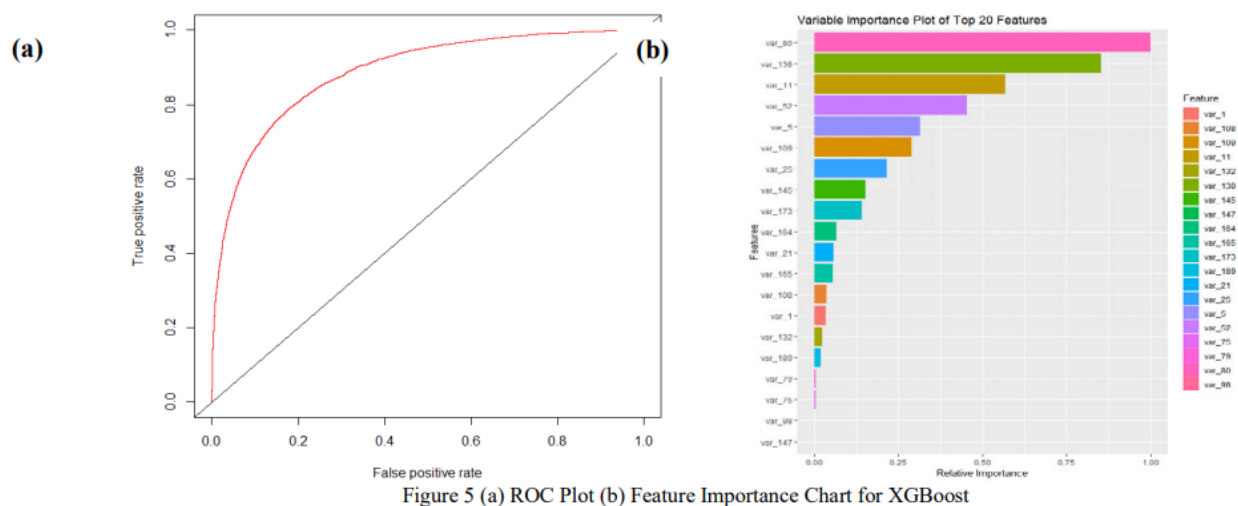 (a)
1.0
0.8
0.6
0.4
0.2
0.0
True positive rate
0.0
0.2
0.4
0.6
0.8
1.0
False positive rate
(b)
Variable Importance Plot of Top 20 Features
var_80
var_138
var_11
var_52
var_5
var_109
var_25
var_145
var_173
var_164
var_21
var_165
var_108
var_1
var_132
var_189
var_79
var_75
var_98
var_147
Features
0.00
0.25
0.50
0.75
1.00
Relative Importance
Feature
var_1
var_108
var_109
var_11
var_132
var_138
var_145
var_147
var_164
var_165
var_173
var_189
var_21
var_25
var_5
var_52
var_75
var_79
var_80
var_98
Figure 5 (a) ROC Plot (b) Feature Importance Chart for XGBoost